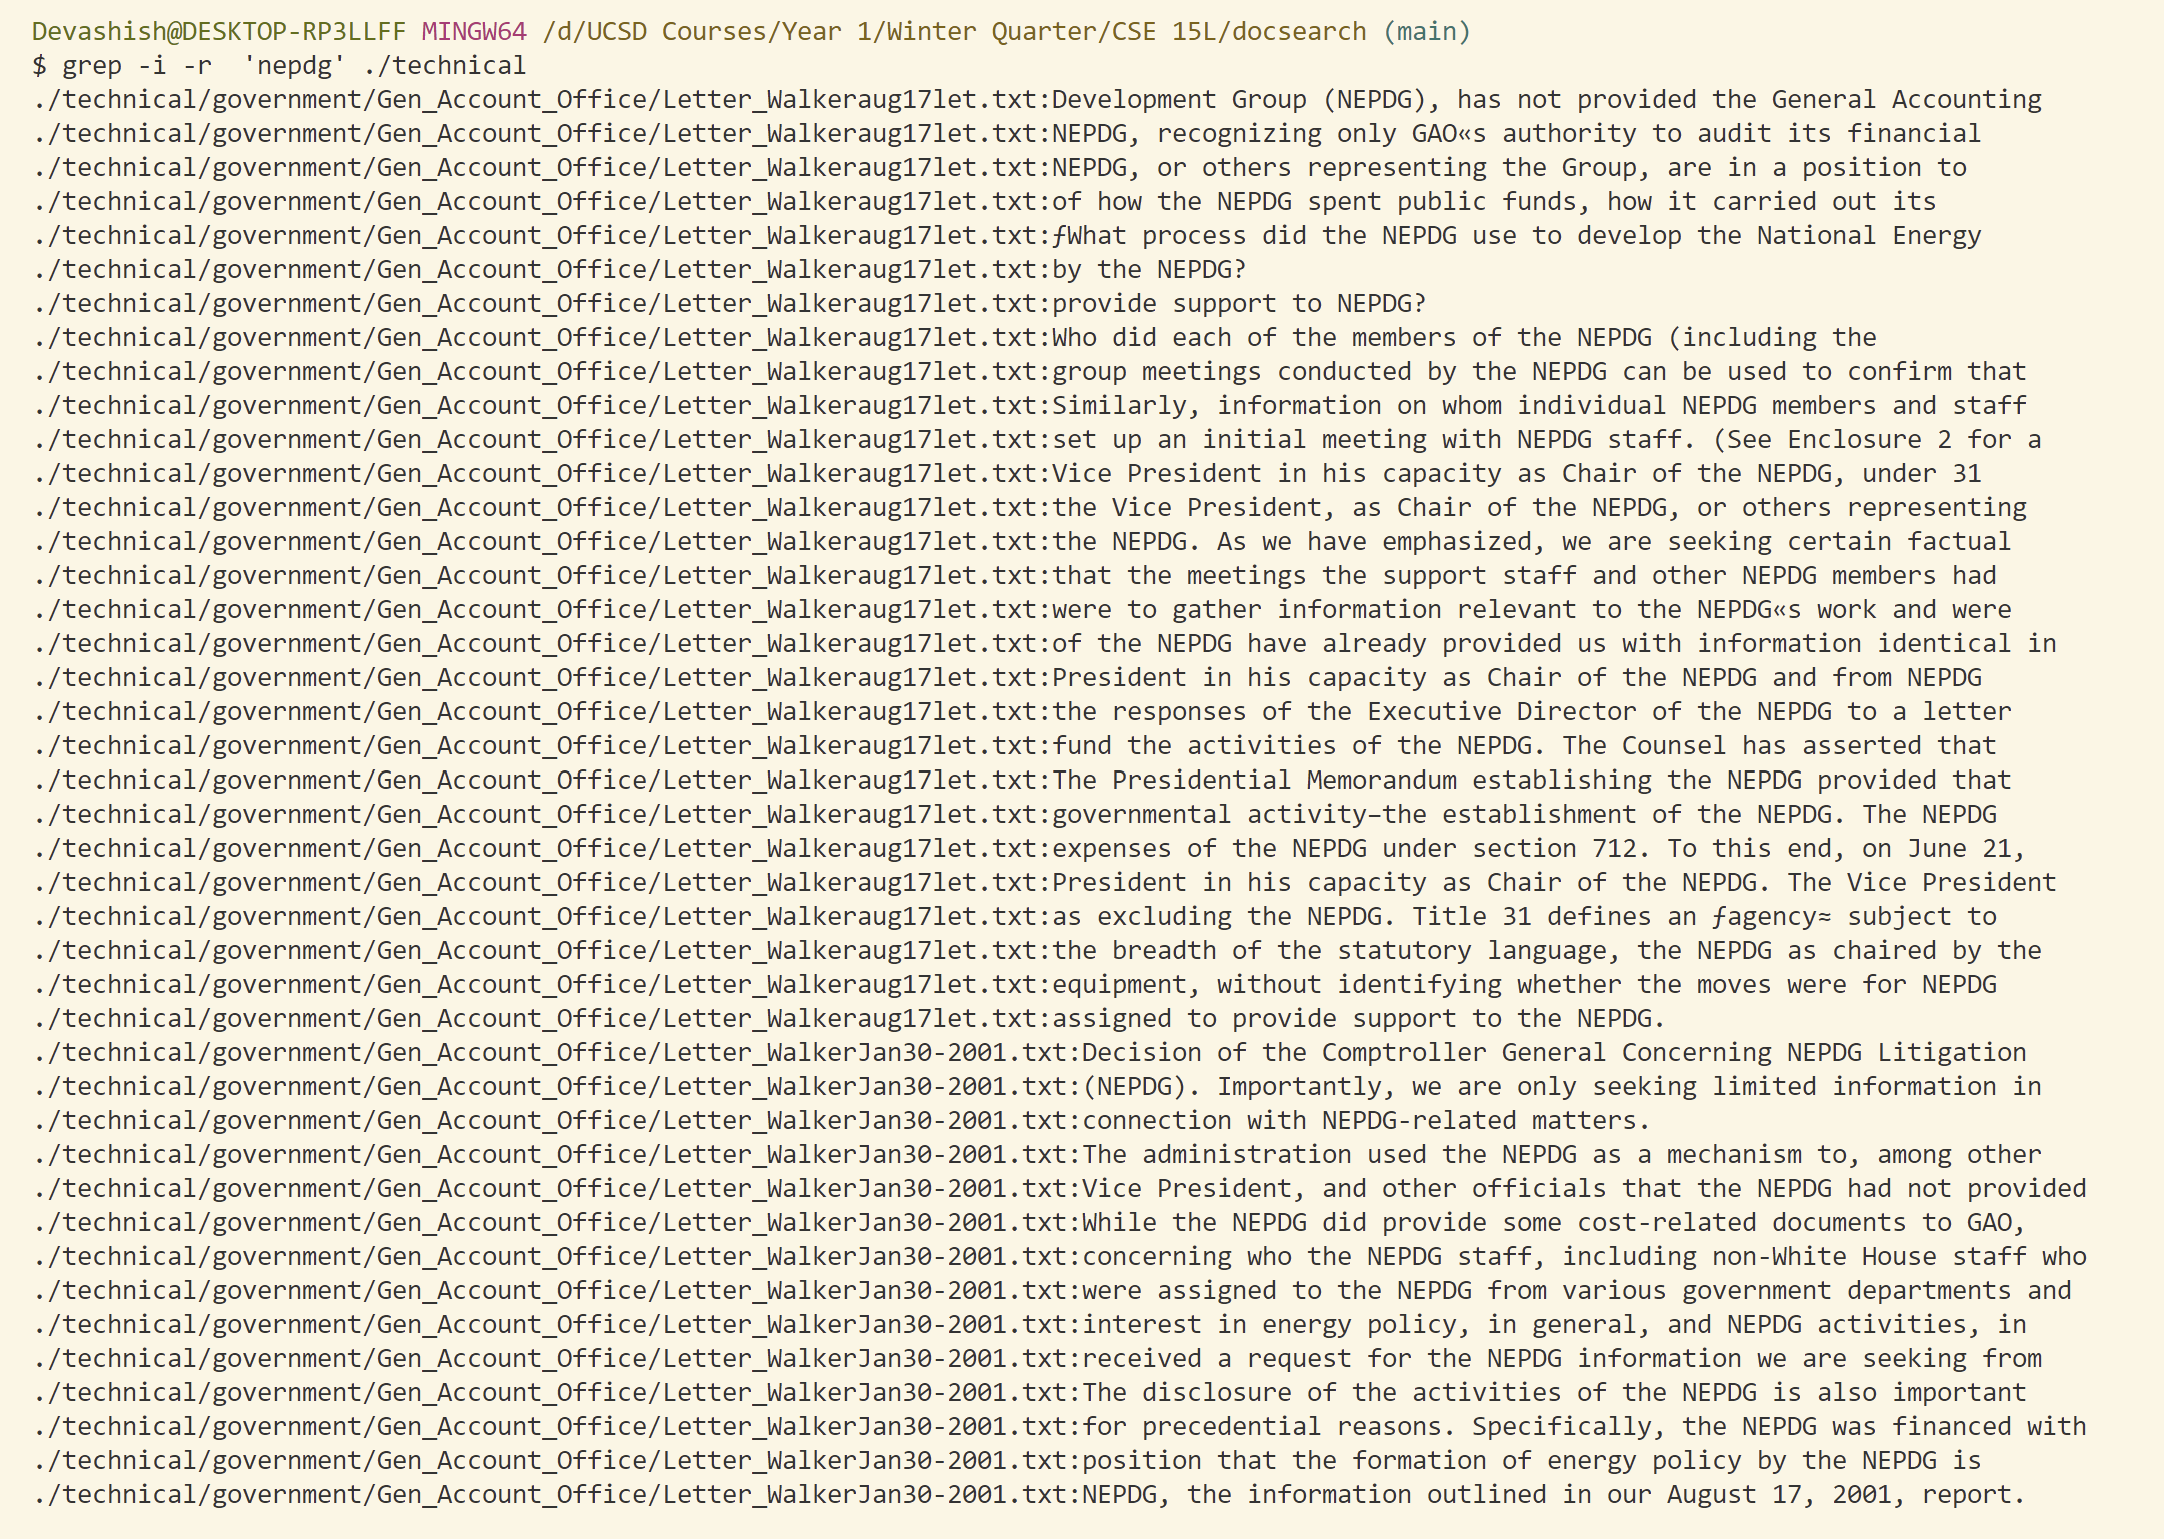 Devashish@DESKTOP-RP3LLFF MINGW64 /d/UCSD Courses/Year 1/Winter Quarter/CSE 15L/docsearch (main)
$ grep -i -r  'nepdg' ./technical
./technical/government/Gen_Account_Office/Letter_Walkeraug17let.txt:Development Group (NEPDG), has not provided the General Accounting
./technical/government/Gen_Account_Office/Letter_Walkeraug17let.txt:NEPDG, recognizing only GAO«s authority to audit its financial
./technical/government/Gen_Account_Office/Letter_Walkeraug17let.txt:NEPDG, or others representing the Group, are in a position to
./technical/government/Gen_Account_Office/Letter_Walkeraug17let.txt:of how the NEPDG spent public funds, how it carried out its
./technical/government/Gen_Account_Office/Letter_Walkeraug17let.txt:ƒWhat process did the NEPDG use to develop the National Energy
./technical/government/Gen_Account_Office/Letter_Walkeraug17let.txt:by the NEPDG?
./technical/government/Gen_Account_Office/Letter_Walkeraug17let.txt:provide support to NEPDG?
./technical/government/Gen_Account_Office/Letter_Walkeraug17let.txt:Who did each of the members of the NEPDG (including the
./technical/government/Gen_Account_Office/Letter_Walkeraug17let.txt:group meetings conducted by the NEPDG can be used to confirm that
./technical/government/Gen_Account_Office/Letter_Walkeraug17let.txt:Similarly, information on whom individual NEPDG members and staff
./technical/government/Gen_Account_Office/Letter_Walkeraug17let.txt:set up an initial meeting with NEPDG staff. (See Enclosure 2 for a
./technical/government/Gen_Account_Office/Letter_Walkeraug17let.txt:Vice President in his capacity as Chair of the NEPDG, under 31
./technical/government/Gen_Account_Office/Letter_Walkeraug17let.txt:the Vice President, as Chair of the NEPDG, or others representing
./technical/government/Gen_Account_Office/Letter_Walkeraug17let.txt:the NEPDG. As we have emphasized, we are seeking certain factual
./technical/government/Gen_Account_Office/Letter_Walkeraug17let.txt:that the meetings the support staff and other NEPDG members had
./technical/government/Gen_Account_Office/Letter_Walkeraug17let.txt:were to gather information relevant to the NEPDG«s work and were
./technical/government/Gen_Account_Office/Letter_Walkeraug17let.txt:of the NEPDG have already provided us with information identical in
./technical/government/Gen_Account_Office/Letter_Walkeraug17let.txt:President in his capacity as Chair of the NEPDG and from NEPDG
./technical/government/Gen_Account_Office/Letter_Walkeraug17let.txt:the responses of the Executive Director of the NEPDG to a letter
./technical/government/Gen_Account_Office/Letter_Walkeraug17let.txt:fund the activities of the NEPDG. The Counsel has asserted that
./technical/government/Gen_Account_Office/Letter_Walkeraug17let.txt:The Presidential Memorandum establishing the NEPDG provided that
./technical/government/Gen_Account_Office/Letter_Walkeraug17let.txt:governmental activity–the establishment of the NEPDG. The NEPDG
./technical/government/Gen_Account_Office/Letter_Walkeraug17let.txt:expenses of the NEPDG under section 712. To this end, on June 21,
./technical/government/Gen_Account_Office/Letter_Walkeraug17let.txt:President in his capacity as Chair of the NEPDG. The Vice President
./technical/government/Gen_Account_Office/Letter_Walkeraug17let.txt:as excluding the NEPDG. Title 31 defines an ƒagency≈ subject to
./technical/government/Gen_Account_Office/Letter_Walkeraug17let.txt:the breadth of the statutory language, the NEPDG as chaired by the
./technical/government/Gen_Account_Office/Letter_Walkeraug17let.txt:equipment, without identifying whether the moves were for NEPDG
./technical/government/Gen_Account_Office/Letter_Walkeraug17let.txt:assigned to provide support to the NEPDG.
./technical/government/Gen_Account_Office/Letter_WalkerJan30-2001.txt:Decision of the Comptroller General Concerning NEPDG Litigation
./technical/government/Gen_Account_Office/Letter_WalkerJan30-2001.txt:(NEPDG). Importantly, we are only seeking limited information in
./technical/government/Gen_Account_Office/Letter_WalkerJan30-2001.txt:connection with NEPDG-related matters.
./technical/government/Gen_Account_Office/Letter_WalkerJan30-2001.txt:The administration used the NEPDG as a mechanism to, among other
./technical/government/Gen_Account_Office/Letter_WalkerJan30-2001.txt:Vice President, and other officials that the NEPDG had not provided
./technical/government/Gen_Account_Office/Letter_WalkerJan30-2001.txt:While the NEPDG did provide some cost-related documents to GAO,
./technical/government/Gen_Account_Office/Letter_WalkerJan30-2001.txt:concerning who the NEPDG staff, including non-White House staff who
./technical/government/Gen_Account_Office/Letter_WalkerJan30-2001.txt:were assigned to the NEPDG from various government departments and
./technical/government/Gen_Account_Office/Letter_WalkerJan30-2001.txt:interest in energy policy, in general, and NEPDG activities, in
./technical/government/Gen_Account_Office/Letter_WalkerJan30-2001.txt:received a request for the NEPDG information we are seeking from
./technical/government/Gen_Account_Office/Letter_WalkerJan30-2001.txt:The disclosure of the activities of the NEPDG is also important
./technical/government/Gen_Account_Office/Letter_WalkerJan30-2001.txt:for precedential reasons. Specifically, the NEPDG was financed with
./technical/government/Gen_Account_Office/Letter_WalkerJan30-2001.txt:position that the formation of energy policy by the NEPDG is
./technical/government/Gen_Account_Office/Letter_WalkerJan30-2001.txt:NEPDG, the information outlined in our August 17, 2001, report.